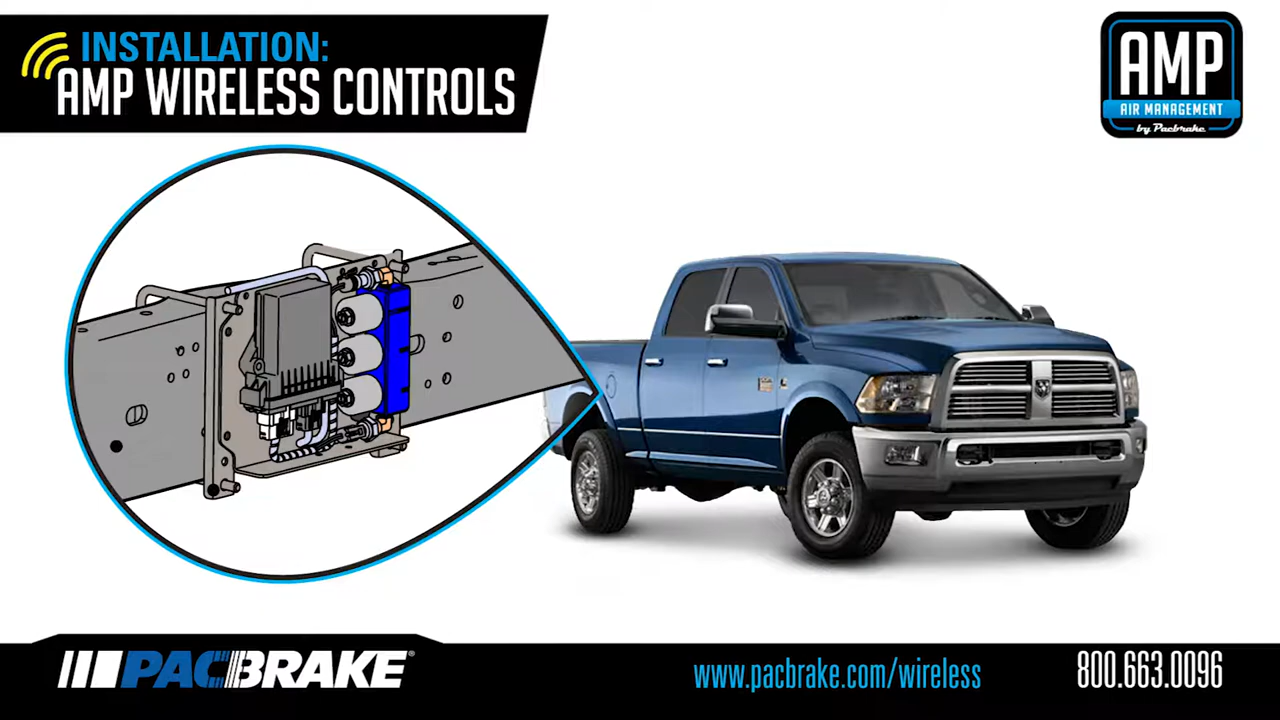 INSTALLATION:
AMP WIRELESS CONTROLS
AMP
AIR MANAGEMENT
by Pacbrake
PACBRAKE®
www.pacbrake.com/wireless
800.663.0096